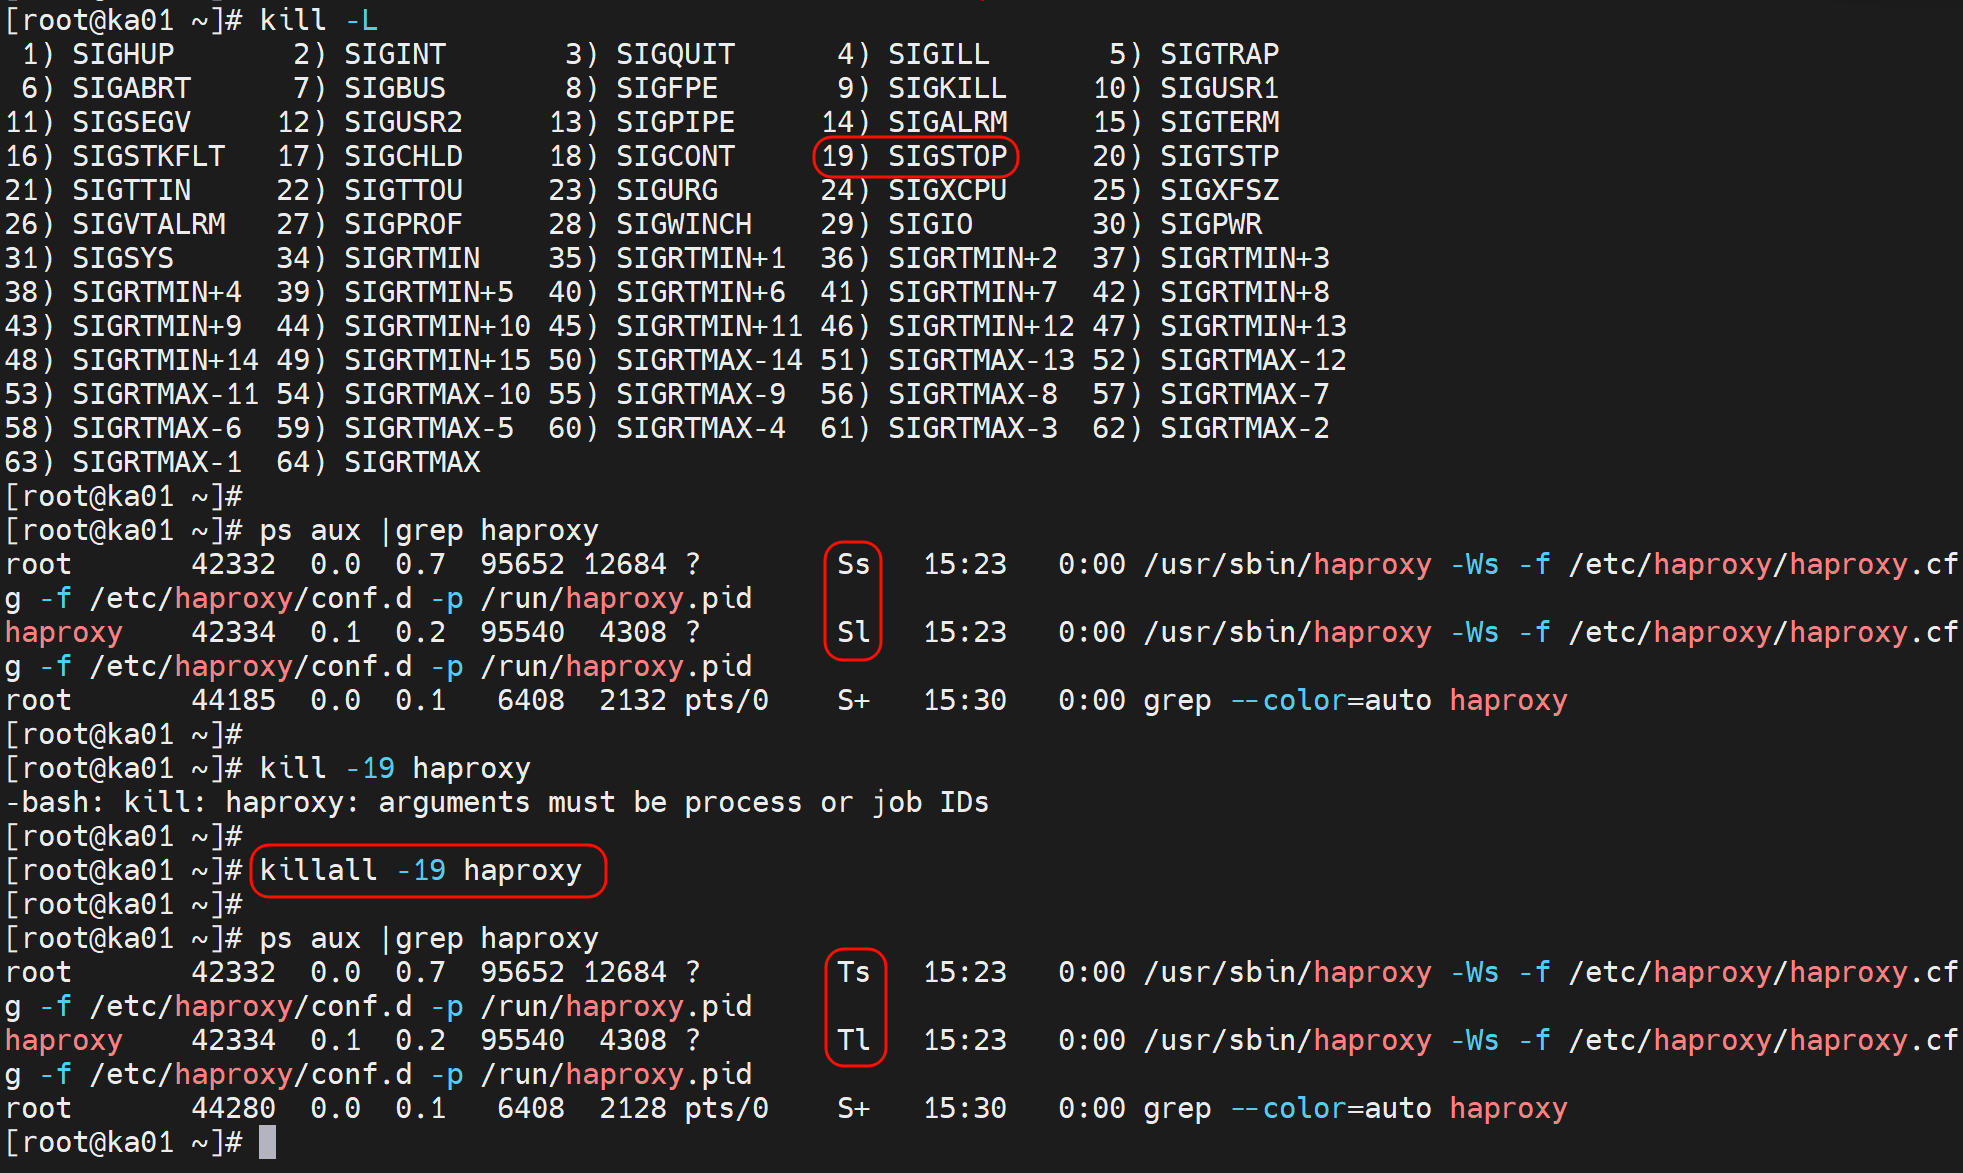 [root@ka01 ~]# kill -L
 1) SIGHUP       2) SIGINT       3) SIGQUIT      4) SIGILL       5) SIGTRAP
 6) SIGABRT      7) SIGBUS       8) SIGFPE       9) SIGKILL     10) SIGUSR1
11) SIGSEGV     12) SIGUSR2     13) SIGPIPE     14) SIGALRM     15) SIGTERM
16) SIGSTKFLT   17) SIGCHLD     18) SIGCONT     19) SIGSTOP     20) SIGTSTP
21) SIGTTIN     22) SIGTTOU     23) SIGURG      24) SIGXCPU     25) SIGXFSZ
26) SIGVTALRM   27) SIGPROF     28) SIGWINCH    29) SIGIO       30) SIGPWR
31) SIGSYS      34) SIGRTMIN    35) SIGRTMIN+1  36) SIGRTMIN+2  37) SIGRTMIN+3
38) SIGRTMIN+4  39) SIGRTMIN+5  40) SIGRTMIN+6  41) SIGRTMIN+7  42) SIGRTMIN+8
43) SIGRTMIN+9  44) SIGRTMIN+10 45) SIGRTMIN+11 46) SIGRTMIN+12 47) SIGRTMIN+13
48) SIGRTMIN+14 49) SIGRTMIN+15 50) SIGRTMAX-14 51) SIGRTMAX-13 52) SIGRTMAX-12
53) SIGRTMAX-11 54) SIGRTMAX-10 55) SIGRTMAX-9  56) SIGRTMAX-8  57) SIGRTMAX-7
58) SIGRTMAX-6  59) SIGRTMAX-5  60) SIGRTMAX-4  61) SIGRTMAX-3  62) SIGRTMAX-2
63) SIGRTMAX-1  64) SIGRTMAX
[root@ka01 ~]#
[root@ka01 ~]# ps aux |grep haproxy
root       42332  0.0  0.7  95652 12684 ?        Ss   15:23   0:00 /usr/sbin/haproxy -Ws -f /etc/haproxy/haproxy.cf
g -f /etc/haproxy/conf.d -p /run/haproxy.pid
haproxy    42334  0.1  0.2  95540  4308 ?        Sl   15:23   0:00 /usr/sbin/haproxy -Ws -f /etc/haproxy/haproxy.cf
g -f /etc/haproxy/conf.d -p /run/haproxy.pid
root       44185  0.0  0.1   6408  2132 pts/0    S+   15:30   0:00 grep --color=auto haproxy
[root@ka01 ~]#
[root@ka01 ~]# kill -19 haproxy
-bash: kill: haproxy: arguments must be process or job IDs
[root@ka01 ~]#
[root@ka01 ~]# killall -19 haproxy
[root@ka01 ~]#
[root@ka01 ~]# ps aux |grep haproxy
root       42332  0.0  0.7  95652 12684 ?        Ts   15:23   0:00 /usr/sbin/haproxy -Ws -f /etc/haproxy/haproxy.cf
g -f /etc/haproxy/conf.d -p /run/haproxy.pid
haproxy    42334  0.1  0.2  95540  4308 ?        Tl   15:23   0:00 /usr/sbin/haproxy -Ws -f /etc/haproxy/haproxy.cf
g -f /etc/haproxy/conf.d -p /run/haproxy.pid
root       44280  0.0  0.1   6408  2128 pts/0    S+   15:30   0:00 grep --color=auto haproxy
[root@ka01 ~]#